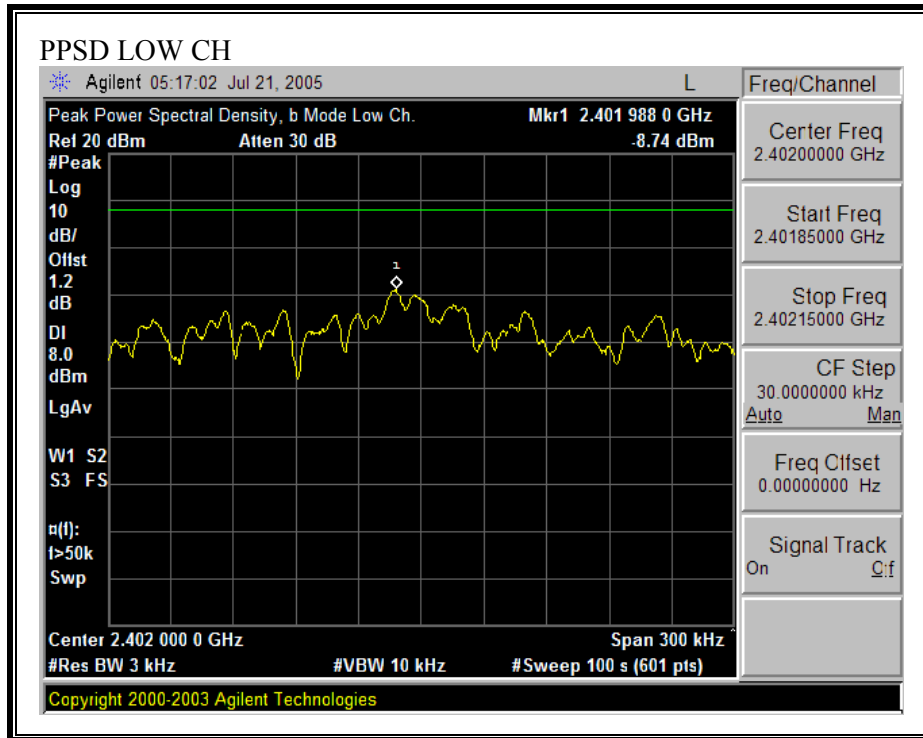 PPSD LOW CH
Agilent 05:17:02 Jul 21, 2005 L
Peak Power Spectral Density, b Mode Low Ch. Mkr1 2.401 988 0 GHz
Ref 20 dBm Atten 30 dB -8.74 dBm
#Peak
Log
10
dB/
Offst
1.2
dB
DI
8.0
dBm
LgAv
W1 S2
S3 FS
¤(f):
f>50k
Swp
1
Center 2.402 000 0 GHz Span 300 kHz ^
#Res BW 3 kHz #VBW 10 kHz #Sweep 100 s (601 pts)
Copyright 2000-2003 Agilent Technologies
Freq/Channel
Center Freq
2.40200000 GHz
Start Freq
2.40185000 GHz
Stop Freq
2.40215000 GHz
CF Step
30.0000000 kHz
Auto Man
Freq Offset
0.00000000 Hz
Signal Track
On Off